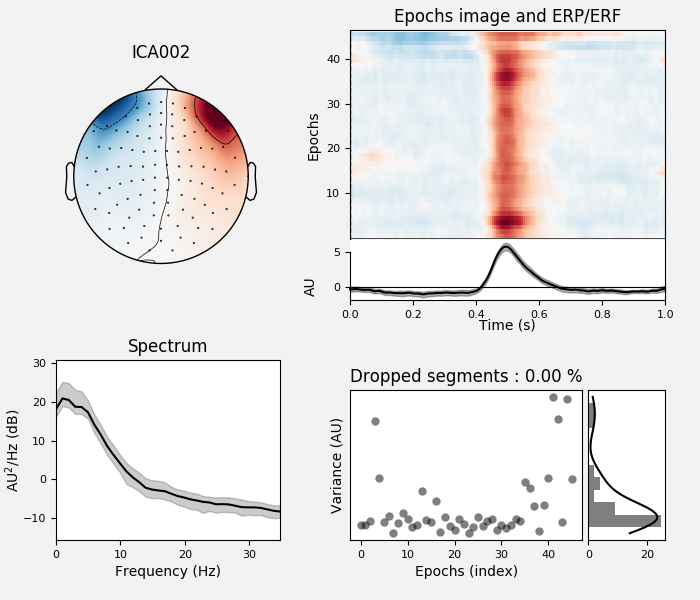 ICA002
Epochs image and ERP/ERF
Epochs
40
30
20
10
AU
5
0
0.0 0.2 0.4 0.6 0.8 1.0
Time (s)
Spectrum
AU²/Hz (dB)
30
20
10
0
−10
0 10 20 30
Frequency (Hz)
Dropped segments : 0.00 %
Variance (AU)
0 10 20 30 40
Epochs (index)
0 20